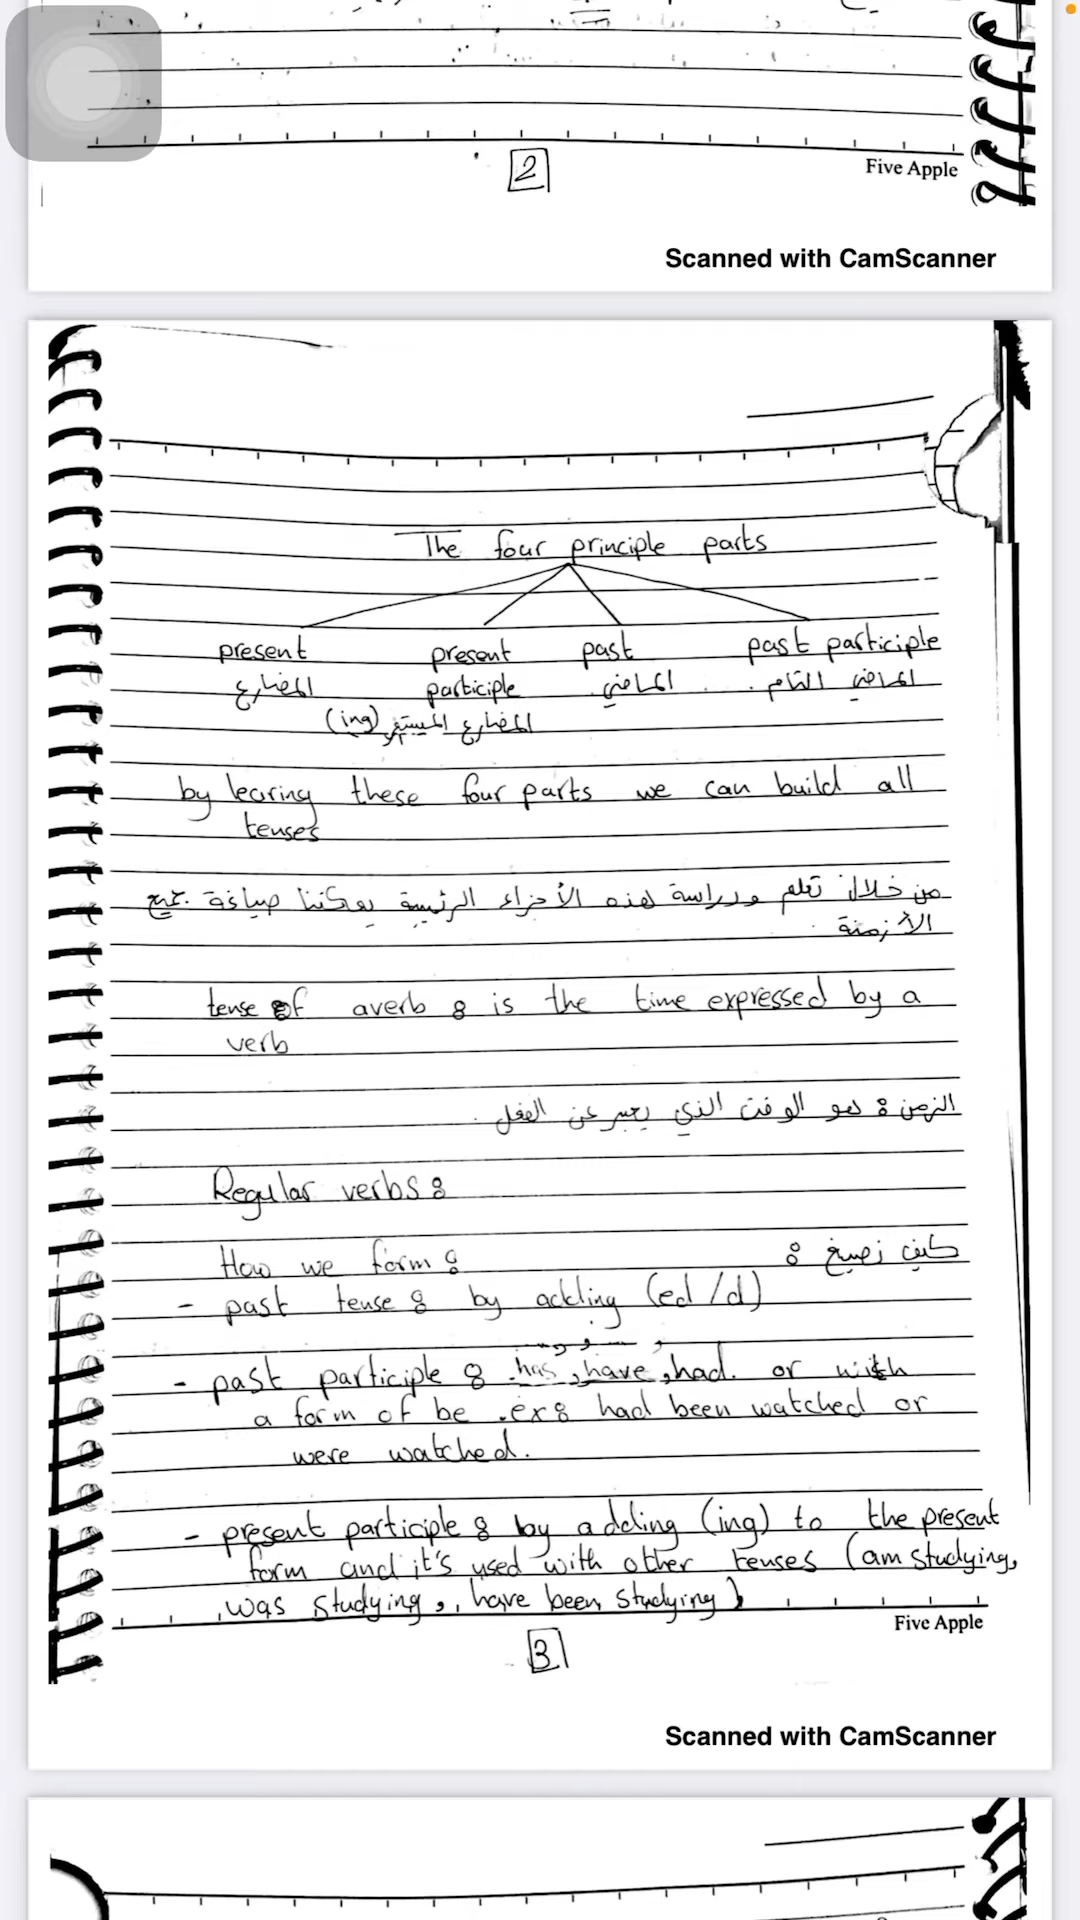 2
Five Apple
Scanned with CamScanner
The four principle parts
present present past past participle
المضارع participle الماضي الماضي التام
المضارع المستمر (ing)
by learing these four parts we can build all
tenses
من خلال تعلم ودراسة هذه الأجزاء الرئيسية يمكننا صياغة جميع
الأزمنة
tense of averb : is the time expressed by a
verb
الزمن : هو الوقت الذي يعبر عن الفعل.
Regular verbs :
How we form : كيف نصيغ :
- past tense : by adding (ed/d)
- past participle : has, have, had. or with
a form of be .ex: had been watched or
were watched.
- present participle : by adding (ing) to the present
form and it's used with other tenses (am studying,
was studying, have been studying)
Five Apple
3
Scanned with CamScanner